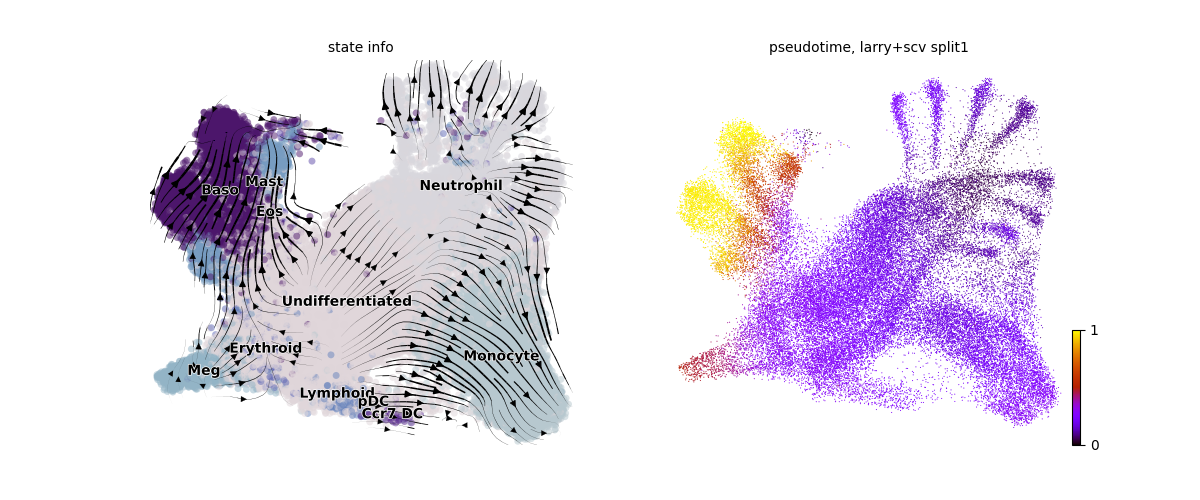 state info
pseudotime, larry+scv split1
Baso
Mast
Eos
Neutrophil
Undifferentiated
Erythroid
Meg
Monocyte
Lymphoid
pDC
Ccr7 DC
1
0